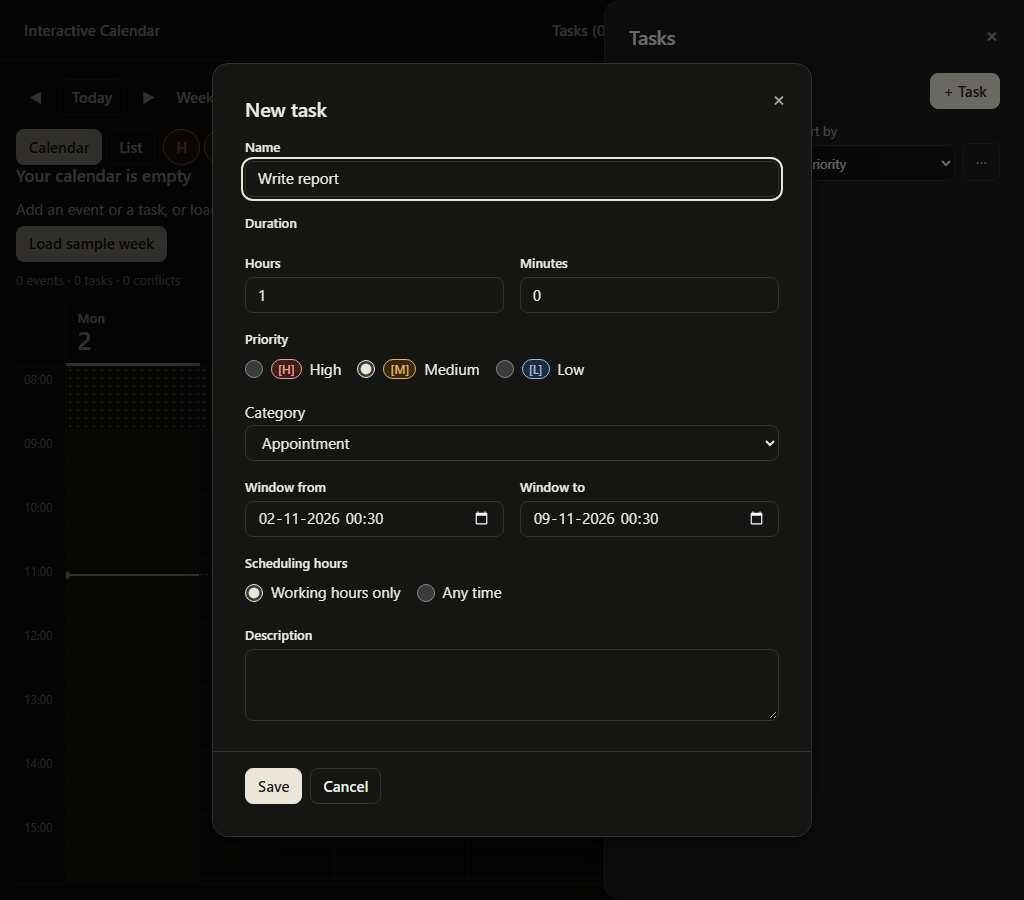 Interactive Calendar
Tasks (0
Tasks
×
◀ Today ▶ Week
+ Task
Calendar List H
rt by
riority
...
Your calendar is empty
Add an event or a task, or loa
Load sample week
0 events · 0 tasks · 0 conflicts
Mon
2
08:00
09:00
10:00
11:00
12:00
13:00
14:00
15:00
New task
×
Name
Write report
Duration
Hours
Minutes
1
0
Priority
[H] High [M] Medium [L] Low
Category
Appointment
Window from
Window to
02-11-2026 00:30
09-11-2026 00:30
Scheduling hours
Working hours only Any time
Description
Save Cancel